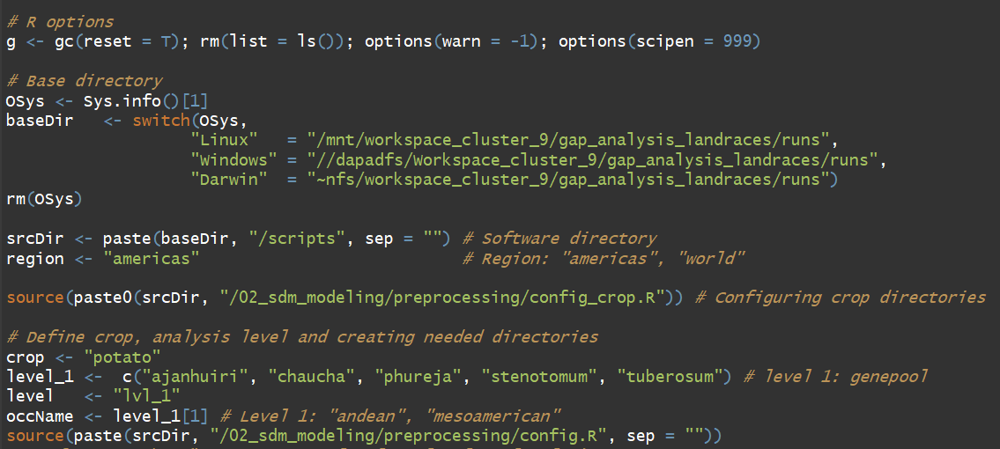 # R options
g <- gc(reset = T); rm(list = ls()); options(warn = -1); options(scipen = 999)
# Base directory
OSys <- Sys.info()[1]
baseDir   <- switch(OSys,
                   "Linux"   = "/mnt/workspace_cluster_9/gap_analysis_landraces/runs",
                   "Windows" = "//dapadfs/Workspace_cluster_9/gap_analysis_landraces/runs",
                   "Darwin"  = "~nfs/workspace_cluster_9/gap_analysis_landraces/runs")
rm(OSys)
srcDir <- paste(baseDir, "/scripts", sep = "") # Software directory
region <- "americas"                           # Region: "americas", "world"
source(paste0(srcDir, "/02_sdm_modeling/preprocessing/config_crop.R")) # Configuring crop directories
# Define crop, analysis level and creating needed directories
crop <- "potato"
level_1 <-  c("ajanhuiri", "chaucha", "phureja", "stenotomum", "tuberosum") # level 1: genepool
level   <- "lvl_1"
occName <- level_1[1] # Level 1: "andean", "mesoamerican"
source(paste(srcDir, "/02_sdm_modeling/preprocessing/config.R", sep = ""))